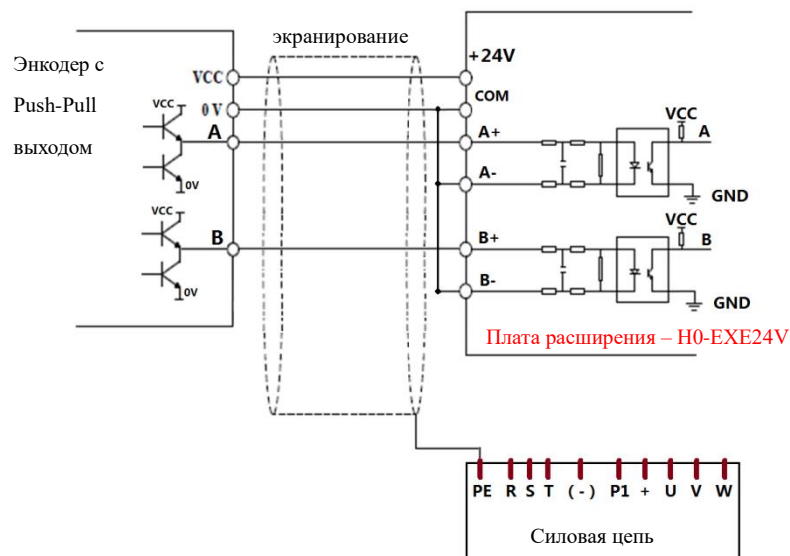 экранирование
Энкодер с
Push-Pull
выходом
VCC
0 V
A
B
VCC
0V
VCC
0V
+24V
COM
A+
A-
B+
B-
VCC
A
GND
VCC
B
GND
Плата расширения – H0-EXE24V
PE R S T (-) P1 + U V W
Силовая цепь